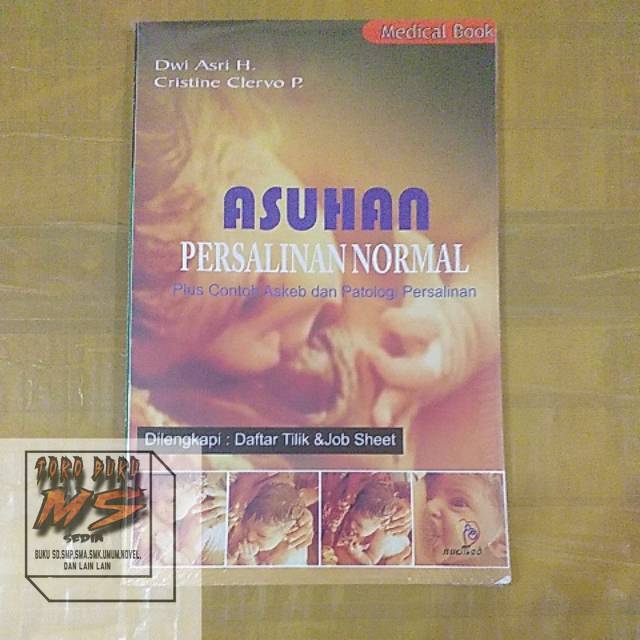 Medical Book
Dwi Asri H.
Cristine Clervo P.
ASUHAN
PERSALINAN NORMAL
Plus Contoh Askeb dan Patologi Persalinan
Dilengkapi : Daftar Tilik &Job Sheet
TOKO BUKU
MS
SEDIA
BUKU SD,SMP,SMA,SMK,UMUM,NOVEL,
DAN LAIN LAIN